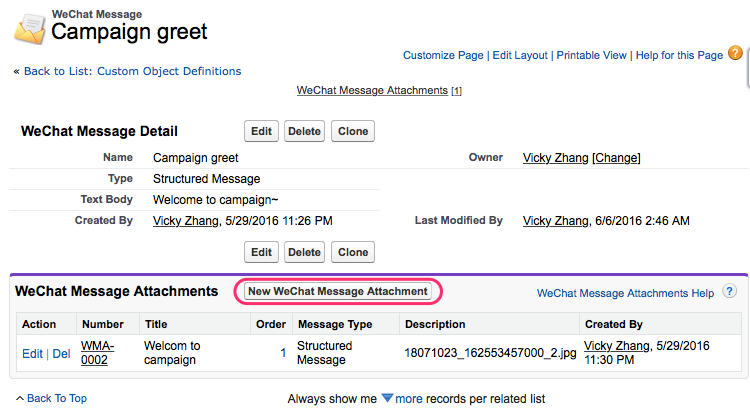 WeChat Message
Campaign greet
Customize Page | Edit Layout | Printable View | Help for this Page ?
« Back to List: Custom Object Definitions
WeChat Message Attachments [1]
WeChat Message Detail Edit Delete Clone
Name Campaign greet Owner Vicky Zhang [Change]
Type Structured Message
Text Body Welcome to campaign~
Created By Vicky Zhang, 5/29/2016 11:26 PM Last Modified By Vicky Zhang, 6/6/2016 2:46 AM
Edit Delete Clone
WeChat Message Attachments New WeChat Message Attachment WeChat Message Attachments Help ?
Action Number Title Order Message Type Description Created By
Edit | Del WMA-0002 Welcom to campaign 1 Structured Message 18071023_162553457000_2.jpg Vicky Zhang, 5/29/2016 11:30 PM
Back To Top Always show me more records per related list